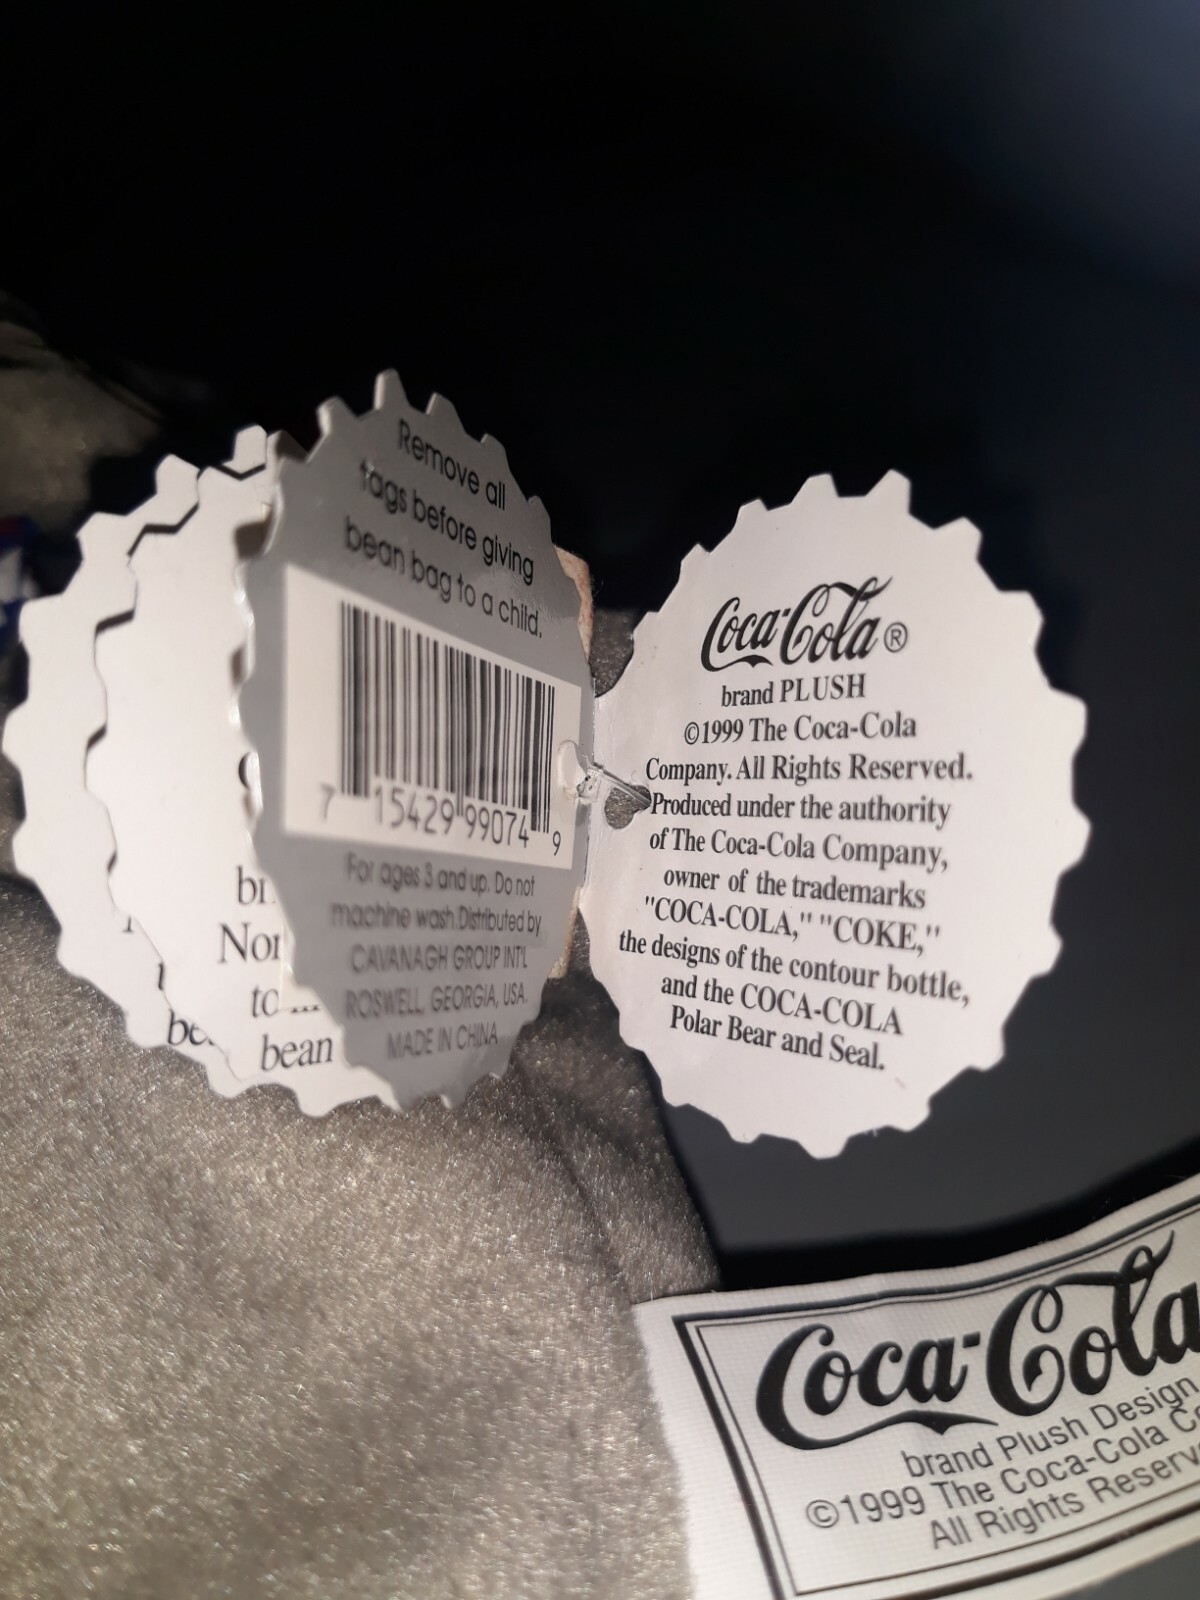 Remove all
tags before giving
bean bag to a child.
7 15429 99074 9
For ages 3 and up. Do not
machine wash. Distributed by
CAVANAGH GROUP INT'L
ROSWELL, GEORGIA, USA.
MADE IN CHINA
bean
Coca-Cola®
brand PLUSH
©1999 The Coca-Cola
Company. All Rights Reserved.
Produced under the authority
of The Coca-Cola Company,
owner of the trademarks
"COCA-COLA," "COKE,"
the designs of the contour bottle,
and the COCA-COLA
Polar Bear and Seal.
Coca-Cola
brand Plush Design
©1999 The Coca-Cola
All Rights